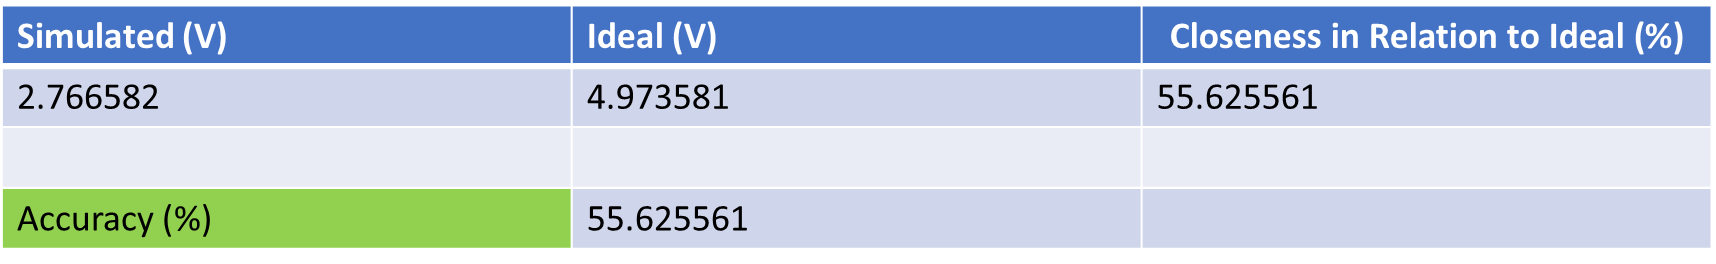 Simulated (V) Ideal (V) Closeness in Relation to Ideal (%)
2.766582 4.973581 55.625561
Accuracy (%) 55.625561